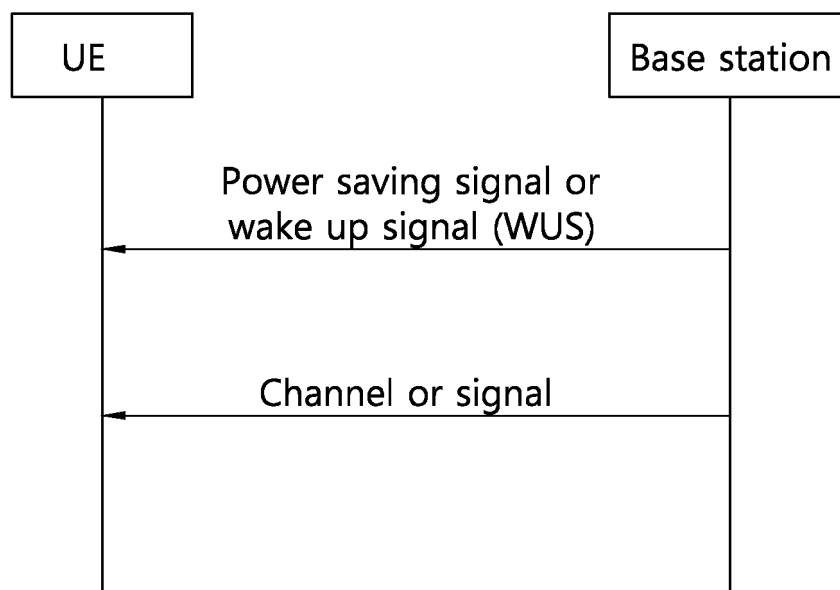 UE
Base station
Power saving signal or
wake up signal (WUS)
Channel or signal